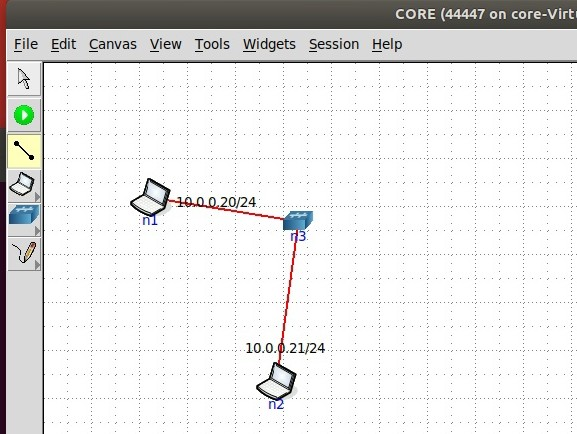 CORE (44447 on core-Virtu
File Edit Canvas View Tools Widgets Session Help
10.0.0.20/24
n1
n3
10.0.0.21/24
n2